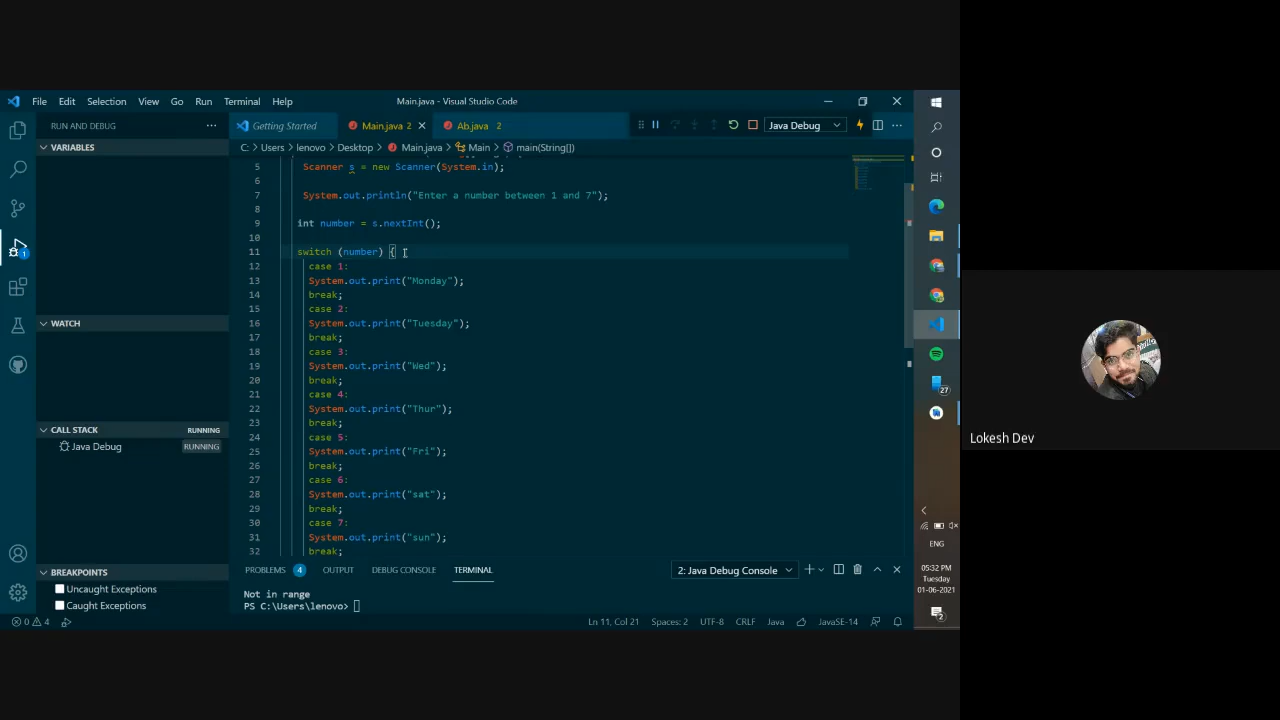 File Edit Selection View Go Run Terminal Help
Main.java - Visual Studio Code
RUN AND DEBUG ...
Getting Started
Main.java 2
Ab.java 2
Java Debug
VARIABLES
C: > Users > lenovo > Desktop > Main.java > Main > main(String[])
5 Scanner s = new Scanner(System.in);
6
7 System.out.println("Enter a number between 1 and 7");
8
9 int number = s.nextInt();
10
11 switch (number) {
12 case 1:
13 System.out.print("Monday");
14 break;
15 case 2:
16 System.out.print("Tuesday");
17 break;
18 case 3:
19 System.out.print("Wed");
20 break;
21 case 4:
22 System.out.print("Thur");
23 break;
24 case 5:
25 System.out.print("Fri");
26 break;
27 case 6:
28 System.out.print("sat");
29 break;
30 case 7:
31 System.out.print("sun");
32 break;
1
WATCH
CALL STACK RUNNING
Java Debug RUNNING
BREAKPOINTS
Uncaught Exceptions
Caught Exceptions
PROBLEMS 4 OUTPUT DEBUG CONSOLE TERMINAL
2: Java Debug Console
Not in range
PS C:\Users\lenovo>
0 4
Ln 11, Col 21 Spaces: 2 UTF-8 CRLF Java JavaSE-14
27
ENG
05:32 PM
Tuesday
01-06-2021
2
Lokesh Dev